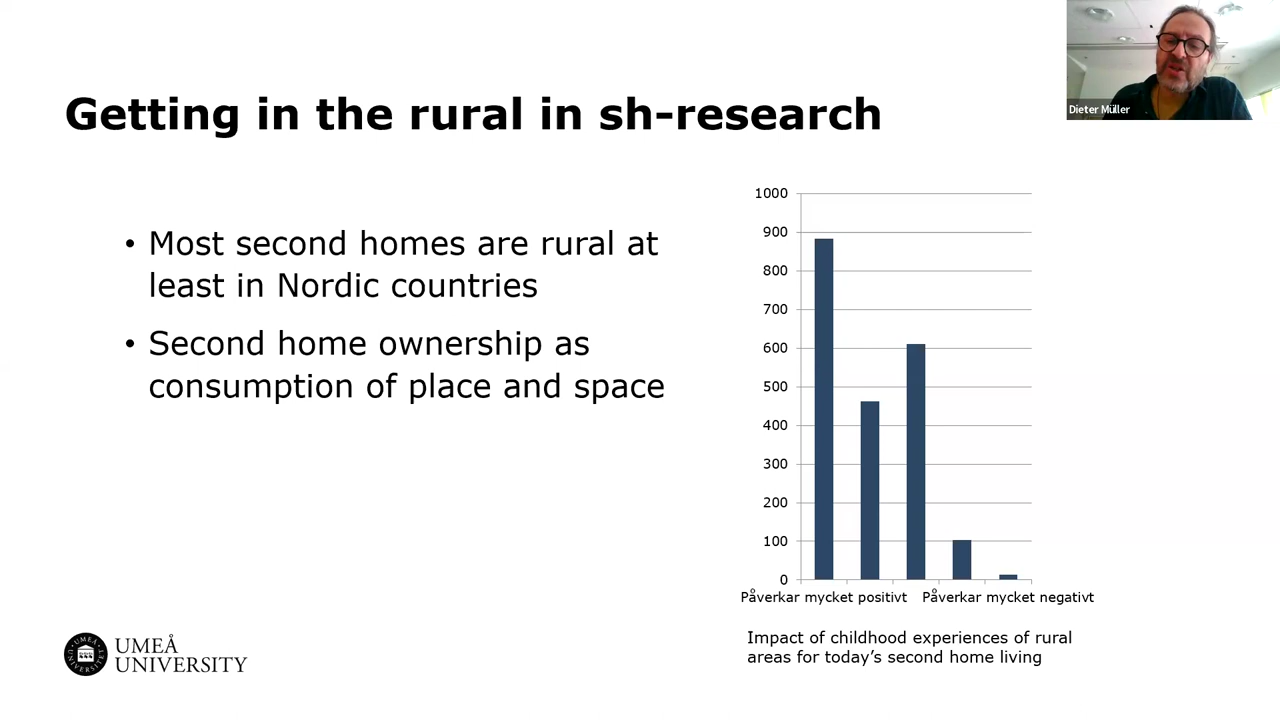 Dieter Müller
Getting in the rural in sh-research
• Most second homes are rural at
least in Nordic countries
• Second home ownership as
consumption of place and space
1000
900
800
700
600
500
400
300
200
100
0
Påverkar mycket positivt Påverkar mycket negativt
Impact of childhood experiences of rural
areas for today’s second home living
UMEÅ
UNIVERSITY